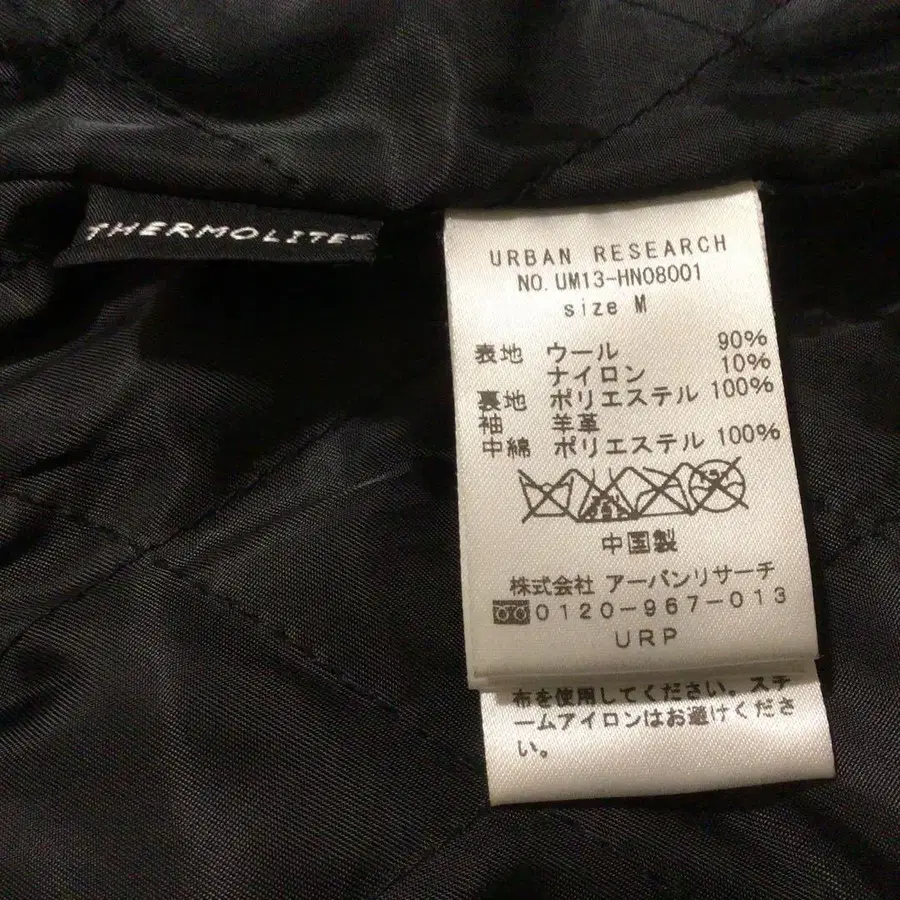 THERMOLITE
URBAN RESEARCH
NO. UM13-HN08001
size M
表地 ウール 90%
ナイロン 10%
裏地 ポリエステル 100%
袖 羊革
中綿 ポリエステル 100%
中国製
株式会社 アーバンリサーチ
0120-967-013
URP
布を使用してください。スチ
ームアイロンはお避けくださ
い。